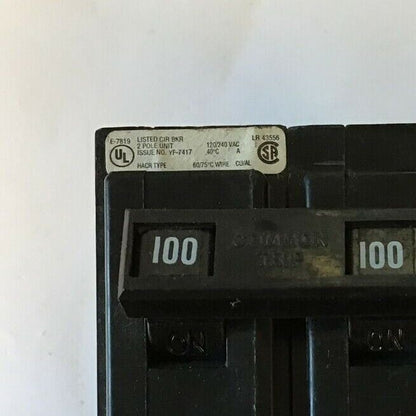 E-7819 LISTED CIR BKR LR 43556
2 POLE UNIT 120/240 VAC
ISSUE NO. YF-7417 40°C A
HACR TYPE 60/75°C WIRE CU/AL
UL
SA
100 COMMON 100
TRIP
ON ON